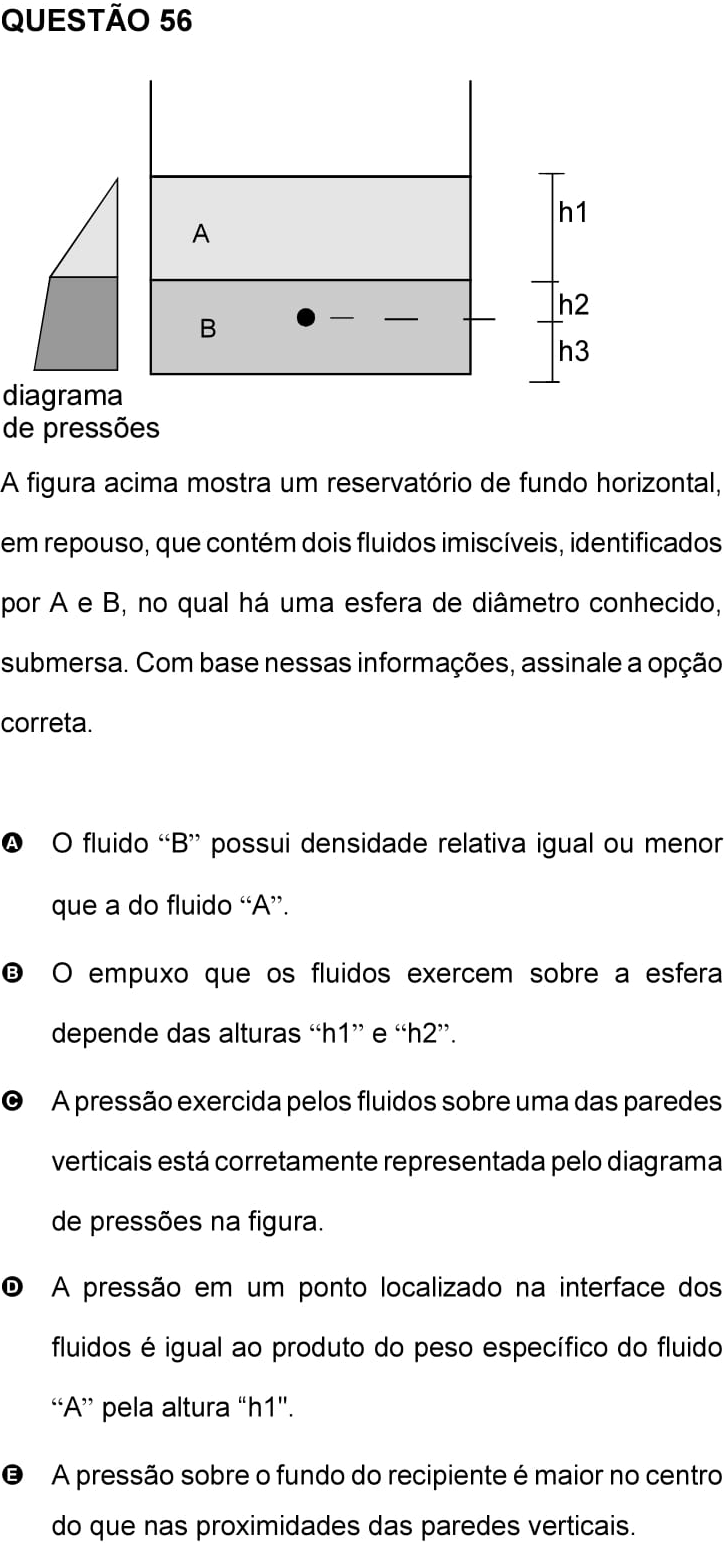 QUESTÃO 56
A
B
h1
h2
h3
diagrama
de pressões
A figura acima mostra um reservatório de fundo horizontal,
em repouso, que contém dois fluidos imiscíveis, identificados
por A e B, no qual há uma esfera de diâmetro conhecido,
submersa. Com base nessas informações, assinale a opção
correta.
A O fluido “B” possui densidade relativa igual ou menor
que a do fluido “A”.
B O empuxo que os fluidos exercem sobre a esfera
depende das alturas “h1” e “h2”.
C A pressão exercida pelos fluidos sobre uma das paredes
verticais está corretamente representada pelo diagrama
de pressões na figura.
D A pressão em um ponto localizado na interface dos
fluidos é igual ao produto do peso específico do fluido
“A” pela altura “h1".
E A pressão sobre o fundo do recipiente é maior no centro
do que nas proximidades das paredes verticais.